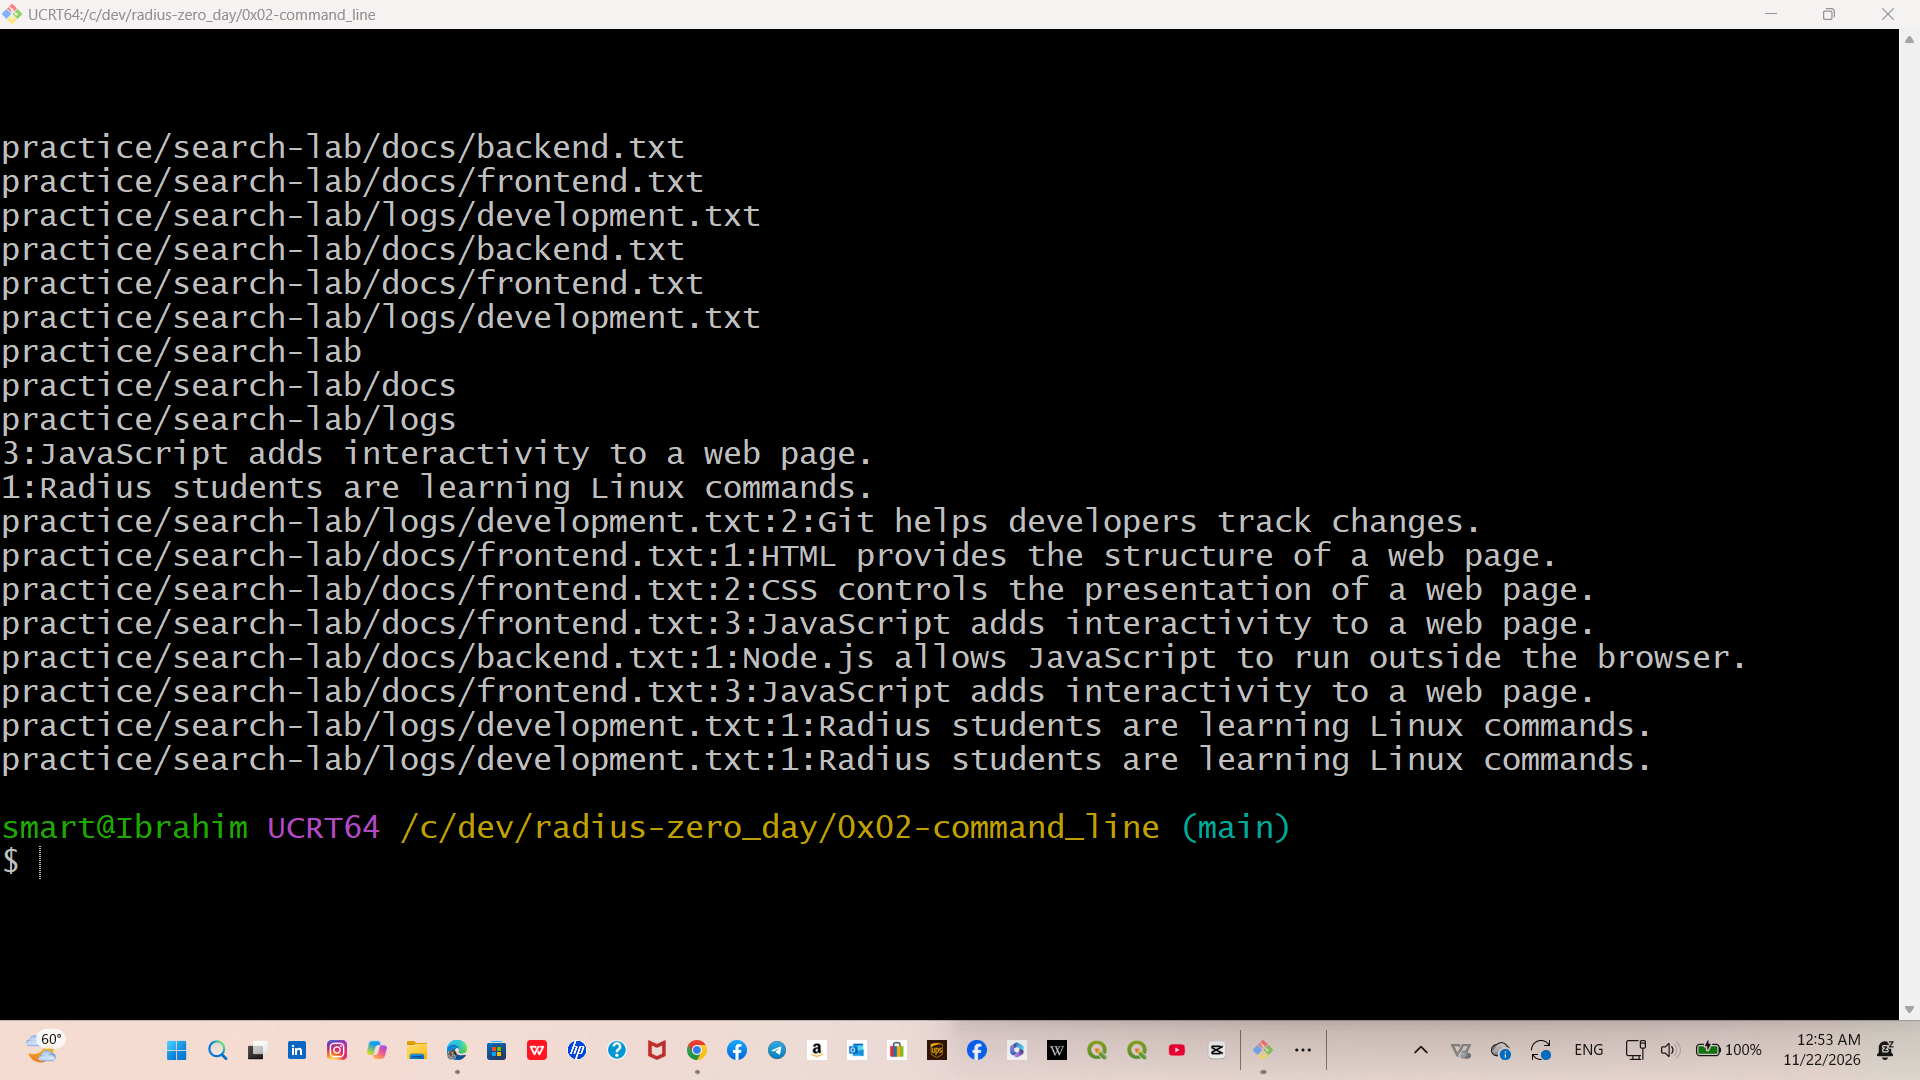 UCRT64:/c/dev/radius-zero_day/0x02-command_line
practice/search-lab/docs/backend.txt
practice/search-lab/docs/frontend.txt
practice/search-lab/logs/development.txt
practice/search-lab/docs/backend.txt
practice/search-lab/docs/frontend.txt
practice/search-lab/logs/development.txt
practice/search-lab
practice/search-lab/docs
practice/search-lab/logs
3:JavaScript adds interactivity to a web page.
1:Radius students are learning Linux commands.
practice/search-lab/logs/development.txt:2:Git helps developers track changes.
practice/search-lab/docs/frontend.txt:1:HTML provides the structure of a web page.
practice/search-lab/docs/frontend.txt:2:CSS controls the presentation of a web page.
practice/search-lab/docs/frontend.txt:3:JavaScript adds interactivity to a web page.
practice/search-lab/docs/backend.txt:1:Node.js allows JavaScript to run outside the browser.
practice/search-lab/docs/frontend.txt:3:JavaScript adds interactivity to a web page.
practice/search-lab/logs/development.txt:1:Radius students are learning Linux commands.
practice/search-lab/logs/development.txt:1:Radius students are learning Linux commands.
smart@Ibrahim UCRT64 /c/dev/radius-zero_day/0x02-command_line (main)
$
60°
ENG
100%
12:53 AM
11/22/2026